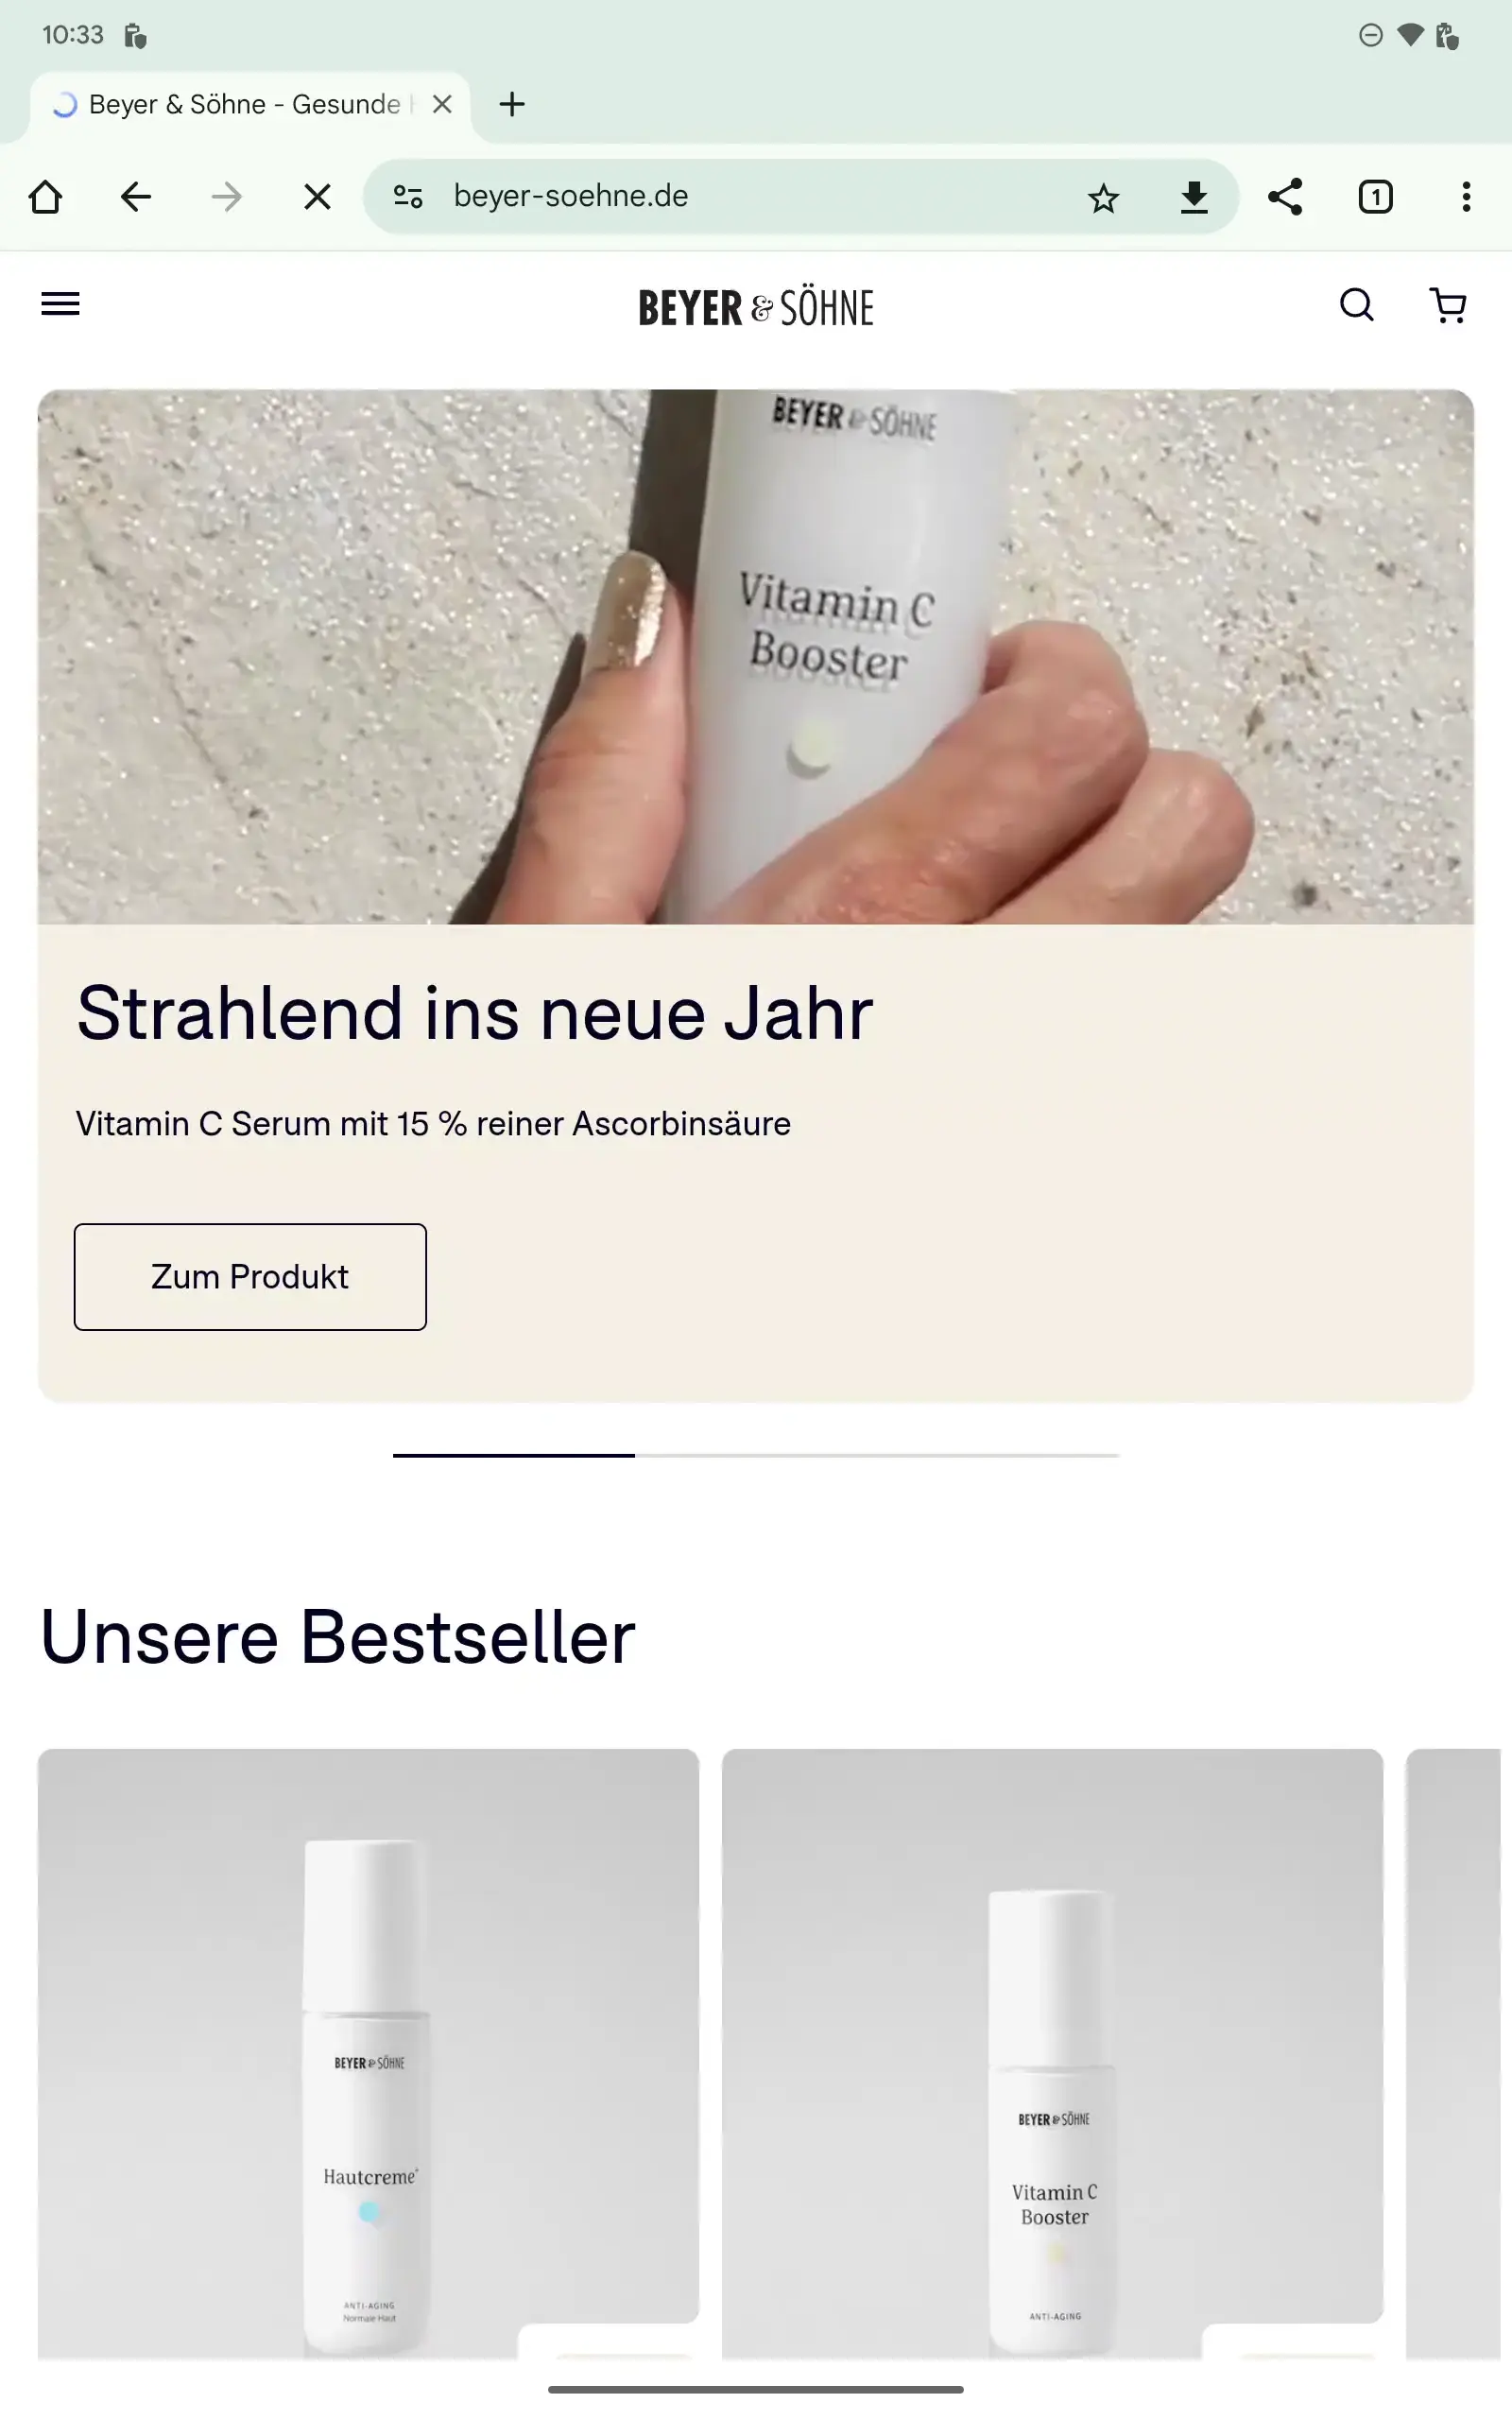 10:33
Beyer & Söhne - Gesunde
beyer-soehne.de
1
BEYER & SÖHNE
BEYER & SÖHNE
Vitamin C
Booster
Strahlend ins neue Jahr
Vitamin C Serum mit 15 % reiner Ascorbinsäure
Zum Produkt
Unsere Bestseller
BEYER & SÖHNE
Hautcreme+
ANTI-AGING
Normale Haut
BEYER & SÖHNE
Vitamin C
Booster
ANTI-AGING